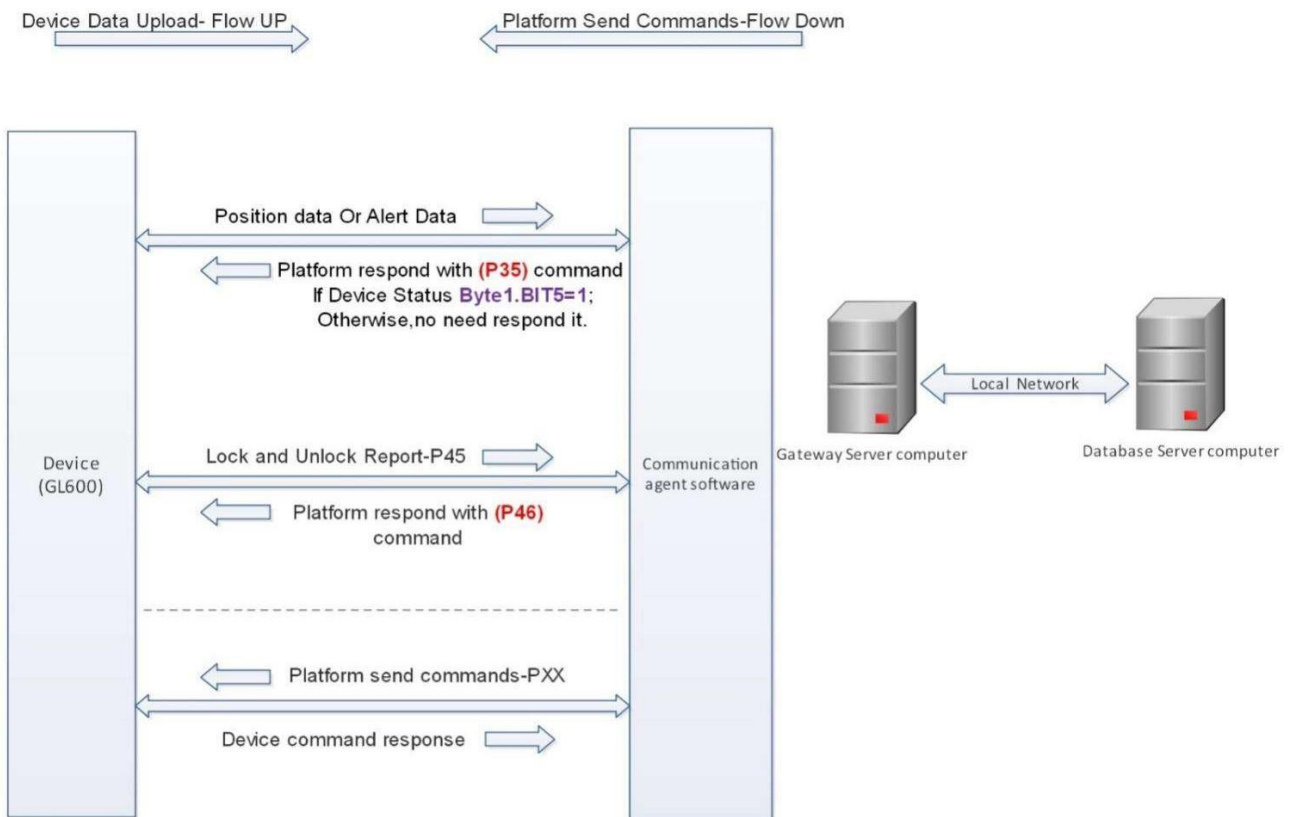 Device Data Upload- Flow UP
Platform Send Commands-Flow Down
Position data Or Alert Data
Platform respond with (P35) command
If Device Status Byte1.BIT5=1;
Otherwise,no need respond it.
Device
(GL600)
Lock and Unlock Report-P45
Platform respond with (P46)
command
Communication
agent software
Gateway Server computer
Local Network
Database Server computer
Platform send commands-PXX
Device command response